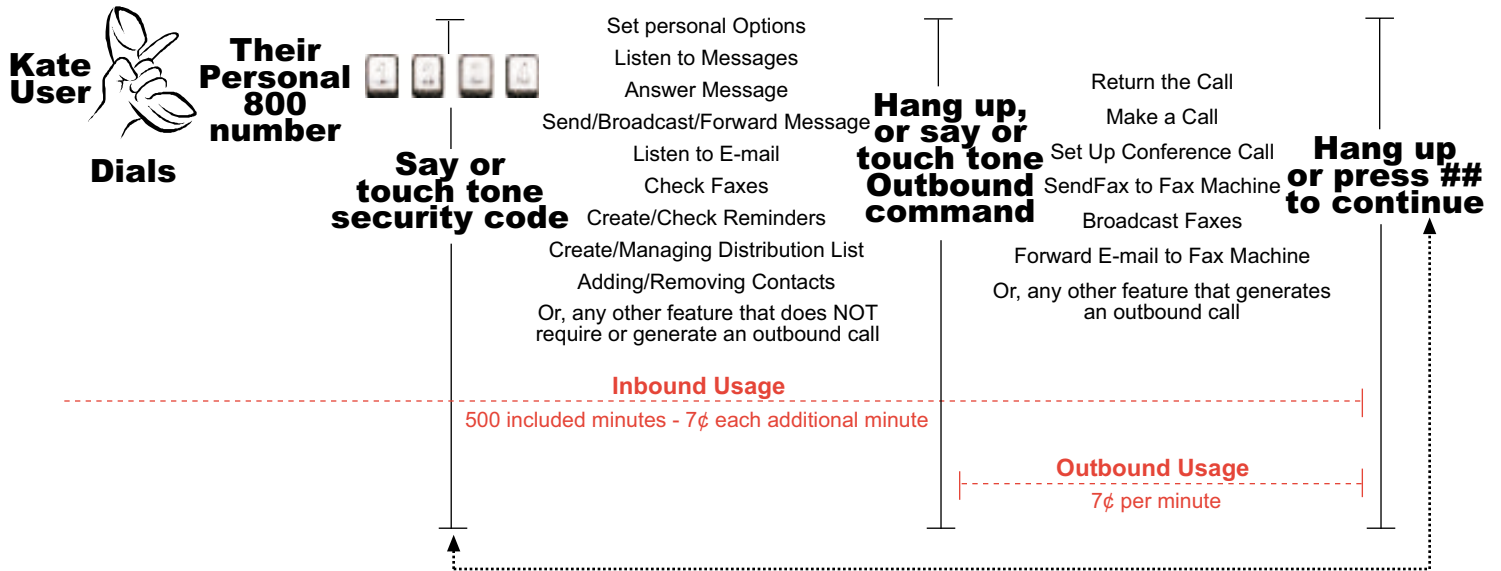 Kate
User
Dials
Their
Personal
800
number
Say or
touch tone
security code
Set personal Options
Listen to Messages
Answer Message
Send/Broadcast/Forward Message
Listen to E-mail
Check Faxes
Create/Check Reminders
Create/Managing Distribution List
Adding/Removing Contacts
Or, any other feature that does NOT
require or generate an outbound call
Hang up,
or say or
touch tone
Outbound
command
Return the Call
Make a Call
Set Up Conference Call
SendFax to Fax Machine
Broadcast Faxes
Forward E-mail to Fax Machine
Or, any other feature that generates
an outbound call
Hang up
or press ##
to continue
Inbound Usage
500 included minutes - 7¢ each additional minute
Outbound Usage
7¢ per minute